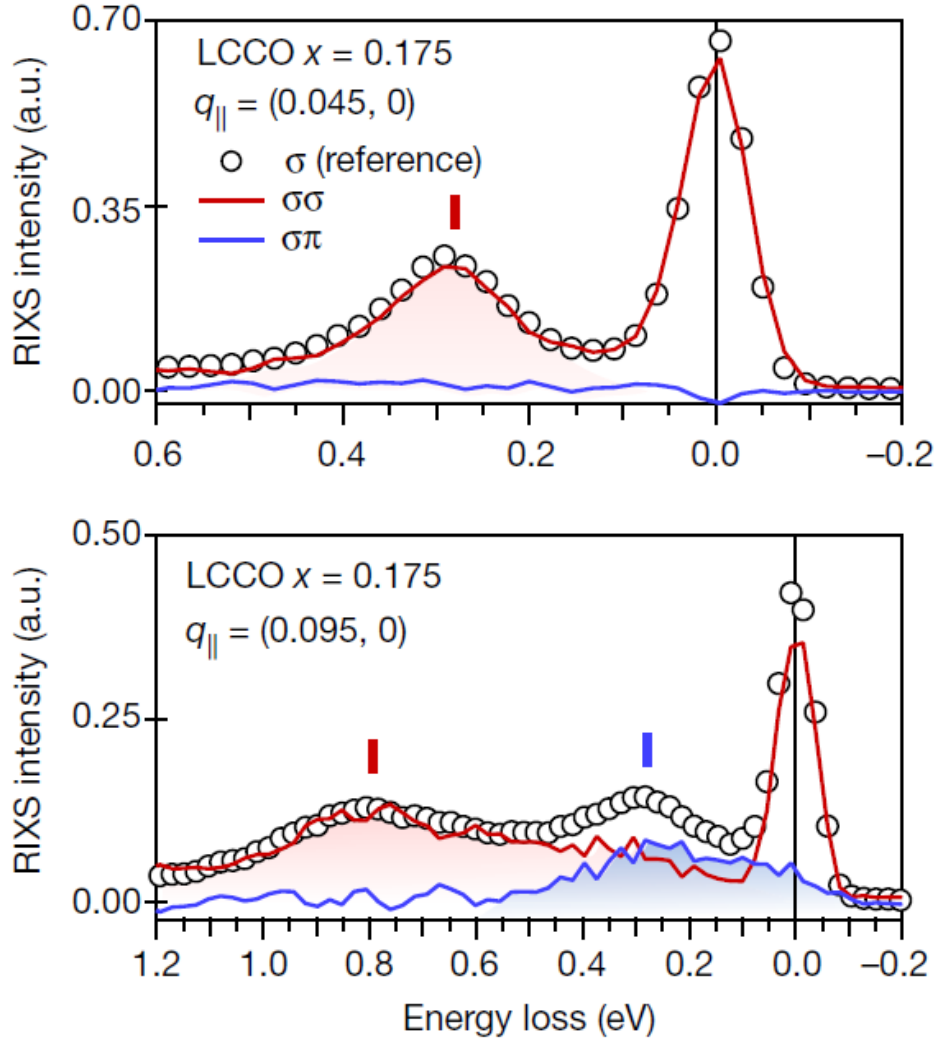 0.70
LCCO x = 0.175
q|| = (0.045, 0)
σ (reference)
0.35
σσ
σπ
RIXS intensity (a.u.)
0.00
0.6 0.4 0.2 0.0 –0.2
0.50
LCCO x = 0.175
q|| = (0.095, 0)
0.25
RIXS intensity (a.u.)
0.00
1.2 1.0 0.8 0.6 0.4 0.2 0.0 –0.2
Energy loss (eV)